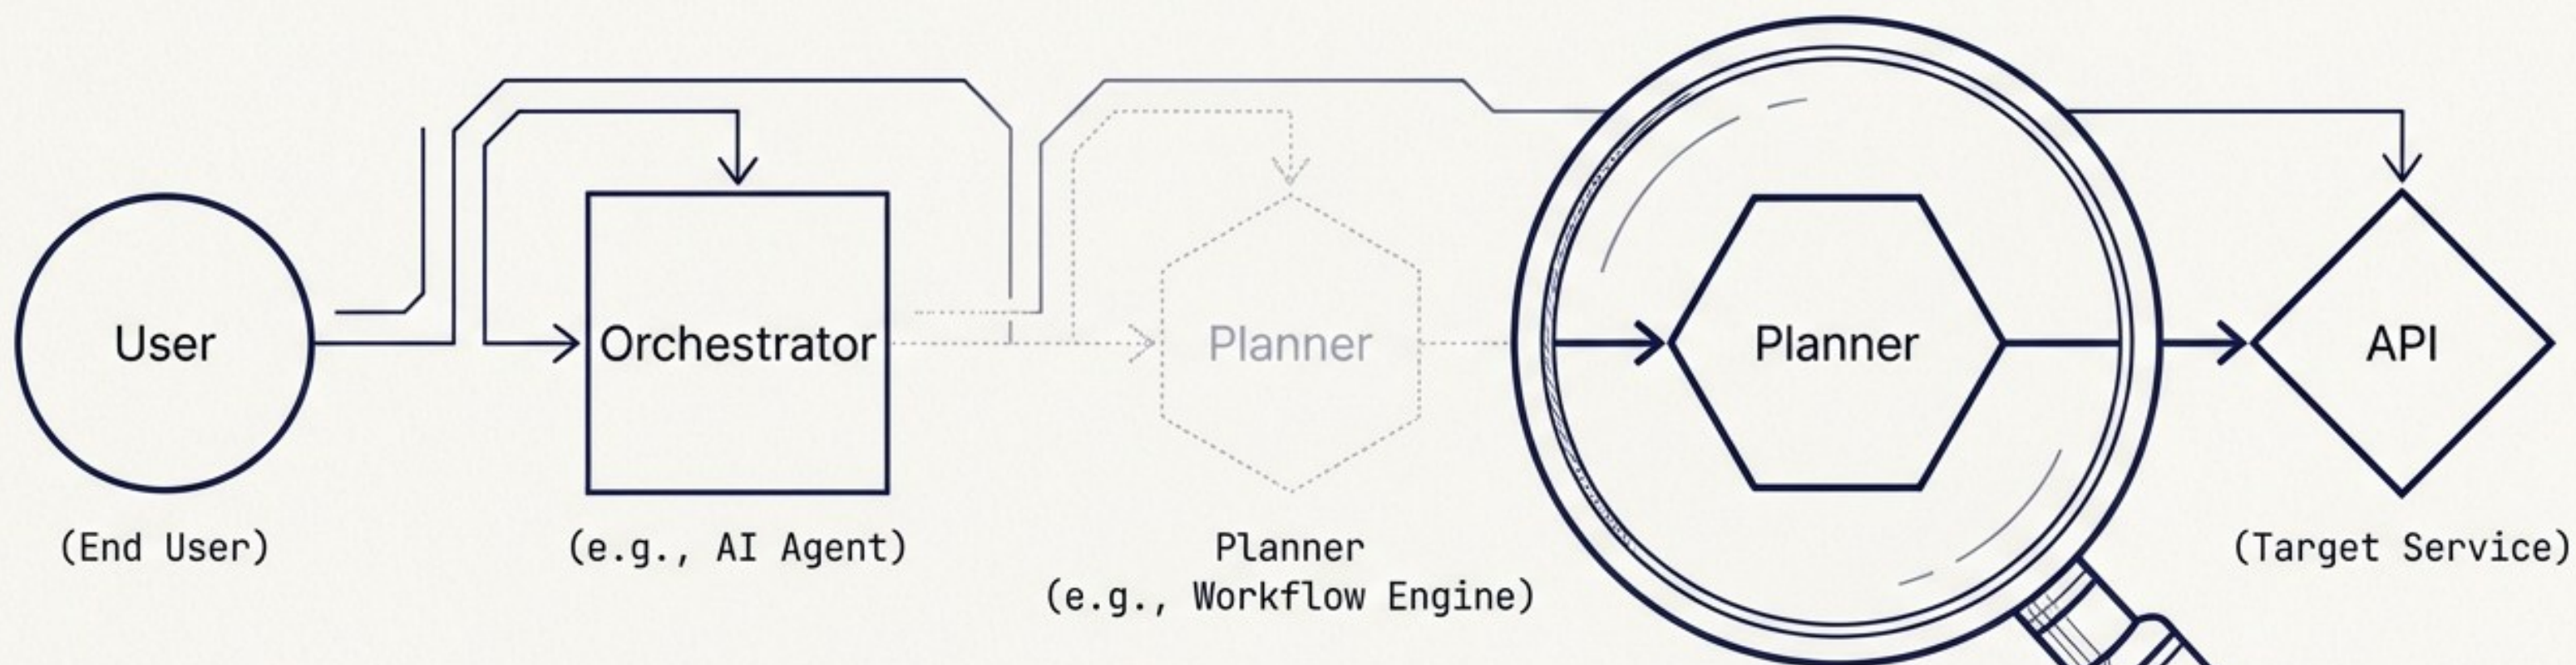 User
Orchestrator
Planner
Planner
API
(End User)
(e.g., AI Agent)
Planner
(e.g., Workflow Engine)
(Target Service)